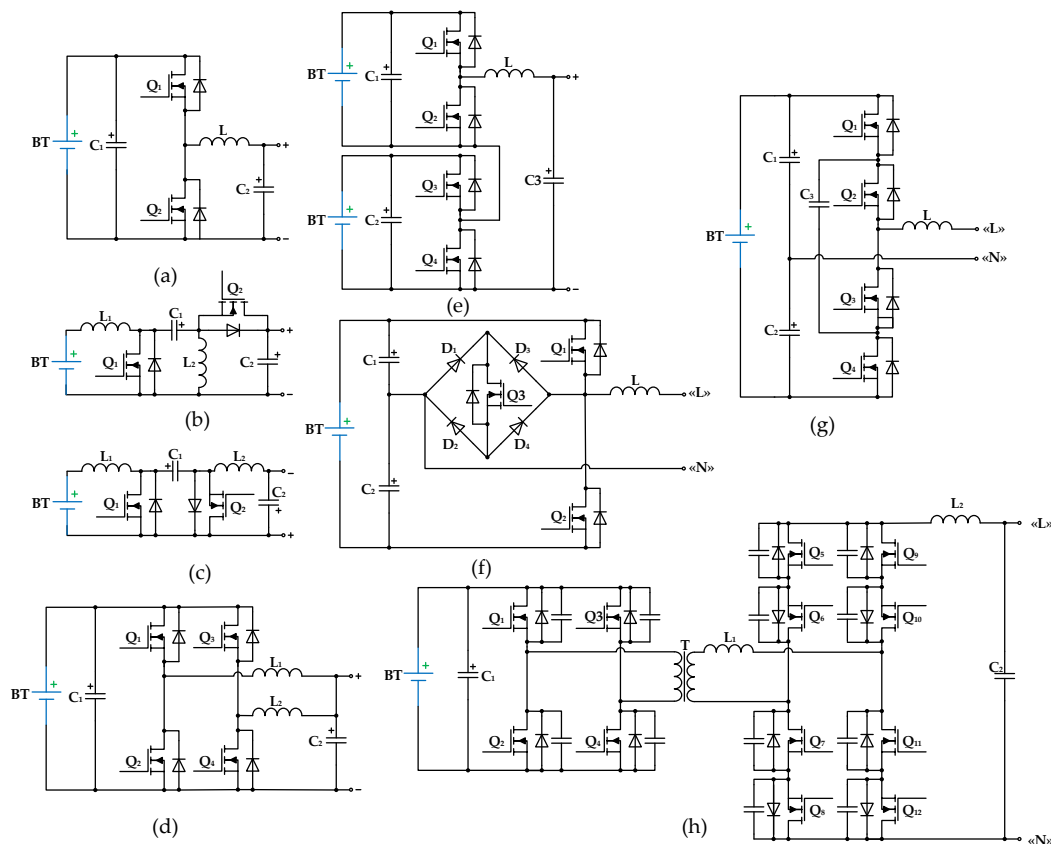 BT
+
C₁
+
Q₁
Q₂
L
+
C₂
+
−
(a)
L₁
C₁
+
Q₂
BT
+
Q₁
L₂
C₂
+
+
−
(b)
L₁
C₁
+
L₂
−
BT
+
Q₁
Q₂
C₂
+
+
(c)
BT
+
C₁
+
Q₁
Q₃
Q₂
Q₄
L₁
L₂
+
C₂
+
−
(d)
BT
+
C₁
+
Q₁
Q₂
L
+
BT
+
C₂
+
Q₃
Q₄
C3
+
−
(e)
BT
+
C₁
+
C₂
+
D₁
D₃
Q3
D₂
D₄
Q₁
Q₂
L
«L»
«N»
(f)
BT
+
C₁
+
C₂
+
C₃
Q₁
Q₂
Q₃
Q₄
L
«L»
«N»
(g)
BT
+
C₁
+
Q₁
Q3
Q₂
Q₄
T
L₁
Q₅
Q₉
Q₆
Q₁₀
Q₇
Q₁₁
Q₈
Q₁₂
L₂
«L»
C₂
«N»
(h)